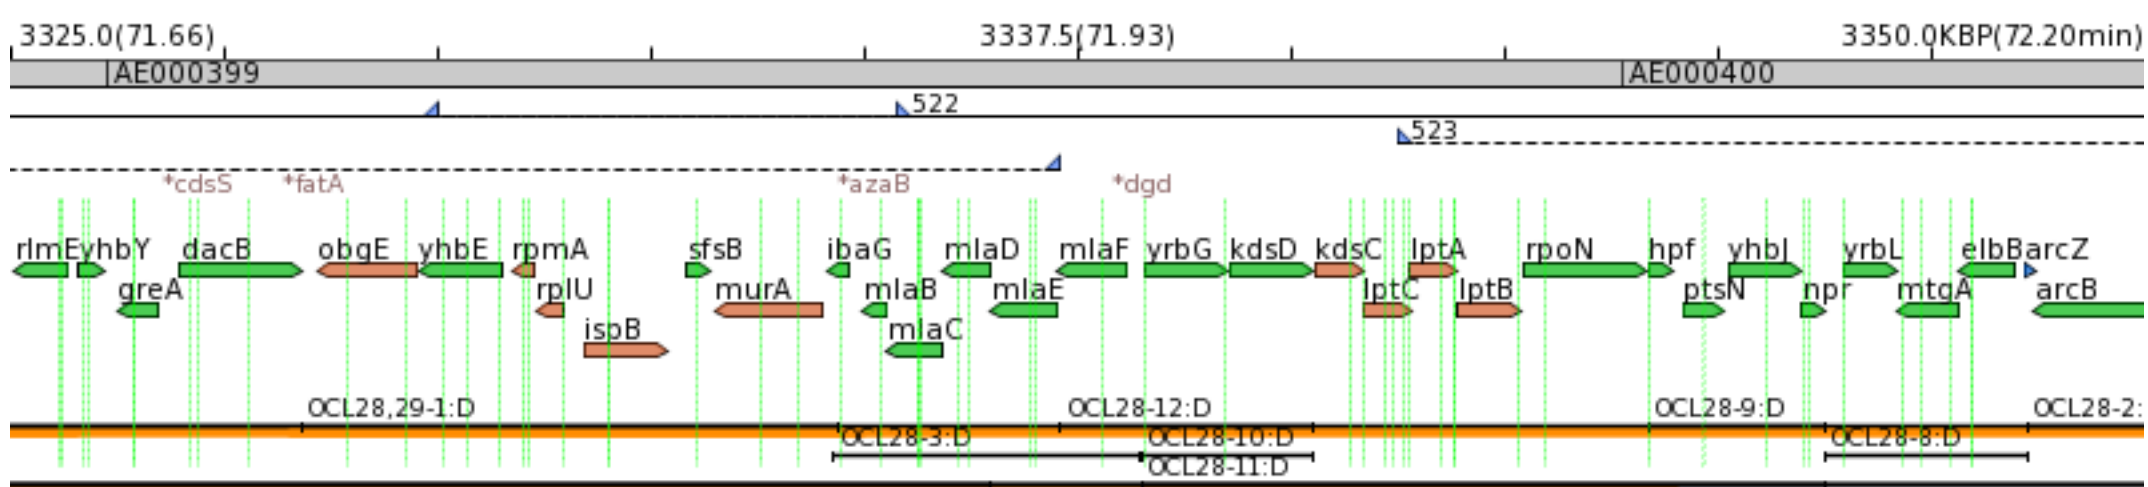 3325.0(71.66) 3337.5(71.93) 3350.0KBP(72.20min)
AE000399 AE000400
522
523
*cdsS *fatA *azaB *dgd
rlmE yhbY dacB obgE yhbE rpmA sfsB ibaG mlaD mlaF yrbG kdsD kdsC lptA rpoN hpf yhbJ yrbL elbB arcZ
greA rplU murA mlaB mlaE lptC lptB ptsN npr mtgA arcB
ispB mlaC
OCL28,29-1:D OCL28-12:D OCL28-9:D OCL28-2:
OCL28-3:D OCL28-10:D OCL28-8:D
OCL28-11:D